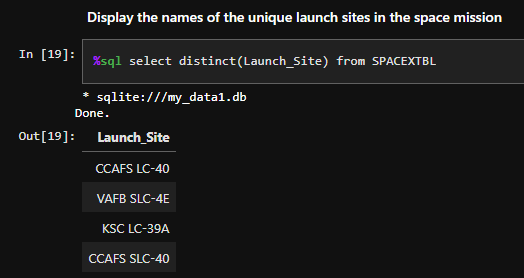 Display the names of the unique launch sites in the space mission
In [19]: %sql select distinct(Launch_Site) from SPACEXTBL
* sqlite:///my_data1.db
Done.
Out[19]: Launch_Site
CCAFS LC-40
VAFB SLC-4E
KSC LC-39A
CCAFS SLC-40